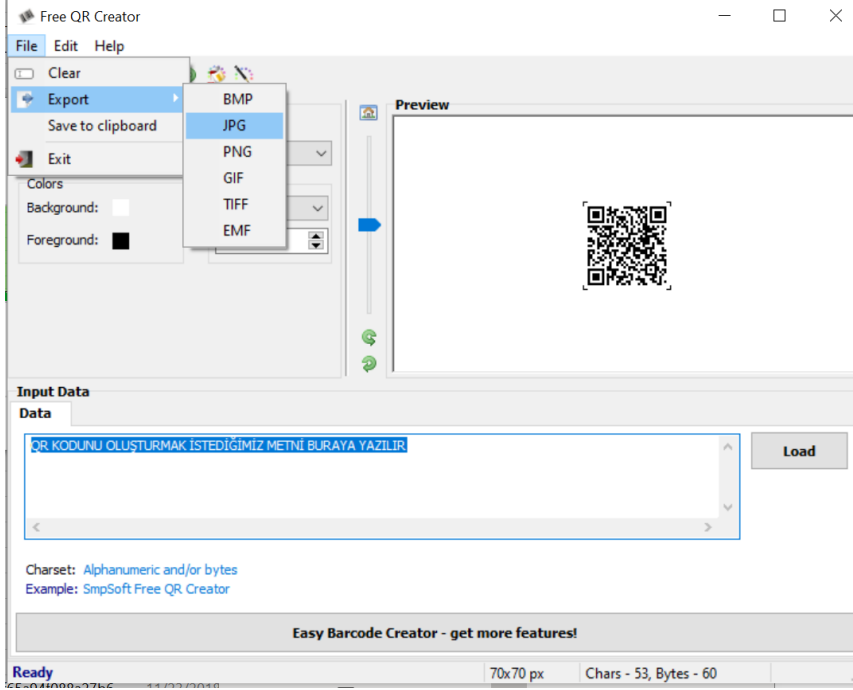 Free QR Creator
File Edit Help
Clear
Export
Save to clipboard
Exit
BMP
JPG
PNG
GIF
TIFF
EMF
Colors
Background:
Foreground:
Preview
Input Data
Data
QR KODUNU OLUŞTURMAK İSTEDİĞİMİZ METNİ BURAYA YAZILIR
Load
Charset: Alphanumeric and/or bytes
Example: SmpSoft Free QR Creator
Easy Barcode Creator - get more features!
Ready 70x70 px Chars - 53, Bytes - 60